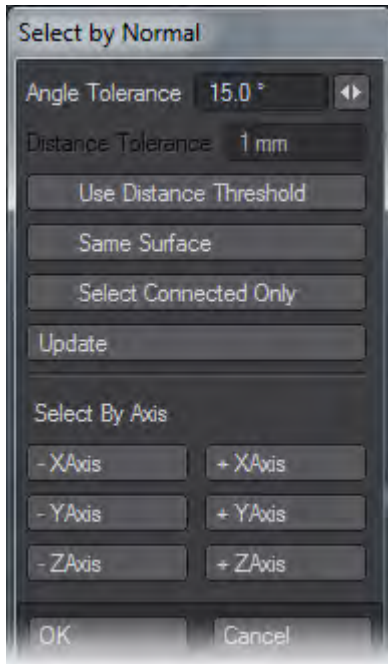 Select by Normal
Angle Tolerance 15.0 °
Distance Tolerance 1 mm
Use Distance Threshold
Same Surface
Select Connected Only
Update
Select By Axis
- XAxis + XAxis
- YAxis + YAxis
- ZAxis + ZAxis
OK Cancel